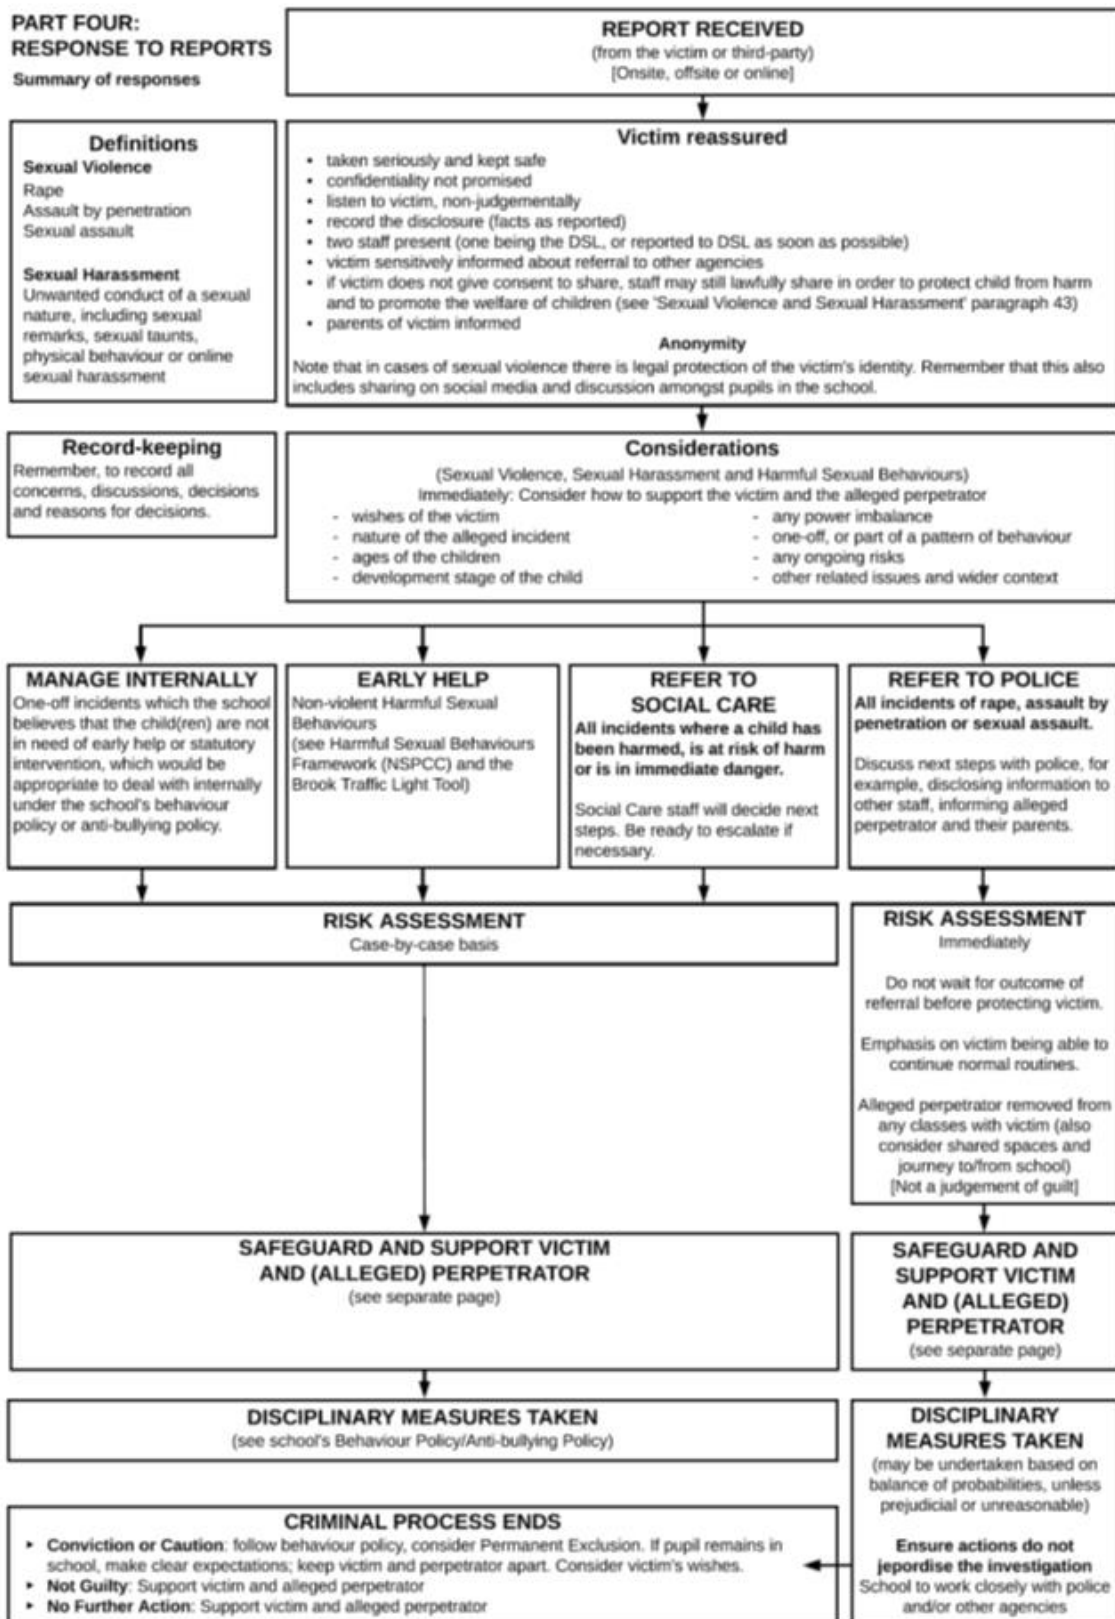 PART FOUR:
RESPONSE TO REPORTS
Summary of responses
REPORT RECEIVED
(from the victim or third-party)
[Onsite, offsite or online]
Definitions
Sexual Violence
Rape
Assault by penetration
Sexual assault
Sexual Harassment
Unwanted conduct of a sexual
nature, including sexual
remarks, sexual taunts,
physical behaviour or online
sexual harassment
Victim reassured
• taken seriously and kept safe
• confidentiality not promised
• listen to victim, non-judgementally
• record the disclosure (facts as reported)
• two staff present (one being the DSL, or reported to DSL as soon as possible)
• victim sensitively informed about referral to other agencies
• if victim does not give consent to share, staff may still lawfully share in order to protect child from harm
and to promote the welfare of children (see 'Sexual Violence and Sexual Harassment' paragraph 43)
• parents of victim informed
Anonymity
Note that in cases of sexual violence there is legal protection of the victim's identity. Remember that this also
includes sharing on social media and discussion amongst pupils in the school.
Record-keeping
Remember, to record all
concerns, discussions, decisions
and reasons for decisions.
Considerations
(Sexual Violence, Sexual Harassment and Harmful Sexual Behaviours)
Immediately: Consider how to support the victim and the alleged perpetrator
- wishes of the victim
- nature of the alleged incident
- ages of the children
- development stage of the child
- any power imbalance
- one-off, or part of a pattern of behaviour
- any ongoing risks
- other related issues and wider context
MANAGE INTERNALLY
One-off incidents which the school
believes that the child(ren) are not
in need of early help or statutory
intervention, which would be
appropriate to deal with internally
under the school's behaviour
policy or anti-bullying policy.
EARLY HELP
Non-violent Harmful Sexual
Behaviours
(see Harmful Sexual Behaviours
Framework (NSPCC) and the
Brook Traffic Light Tool)
REFER TO
SOCIAL CARE
All incidents where a child has
been harmed, is at risk of harm
or is in immediate danger.
Social Care staff will decide next
steps. Be ready to escalate if
necessary.
REFER TO POLICE
All incidents of rape, assault by
penetration or sexual assault.
Discuss next steps with police, for
example, disclosing information to
other staff, informing alleged
perpetrator and their parents.
RISK ASSESSMENT
Case-by-case basis
RISK ASSESSMENT
Immediately
Do not wait for outcome of
referral before protecting victim.
Emphasis on victim being able to
continue normal routines.
Alleged perpetrator removed from
any classes with victim (also
consider shared spaces and
journey to/from school)
[Not a judgement of guilt]
SAFEGUARD AND SUPPORT VICTIM
AND (ALLEGED) PERPETRATOR
(see separate page)
SAFEGUARD AND
SUPPORT VICTIM
AND (ALLEGED)
PERPETRATOR
(see separate page)
DISCIPLINARY MEASURES TAKEN
(see school's Behaviour Policy/Anti-bullying Policy)
DISCIPLINARY
MEASURES TAKEN
(may be undertaken based on
balance of probabilities, unless
prejudicial or unreasonable)
Ensure actions do not
jepordise the investigation
School to work closely with police
and/or other agencies
CRIMINAL PROCESS ENDS
‣ Conviction or Caution: follow behaviour policy, consider Permanent Exclusion. If pupil remains in
school, make clear expectations; keep victim and perpetrator apart. Consider victim's wishes.
‣ Not Guilty: Support victim and alleged perpetrator
‣ No Further Action: Support victim and alleged perpetrator